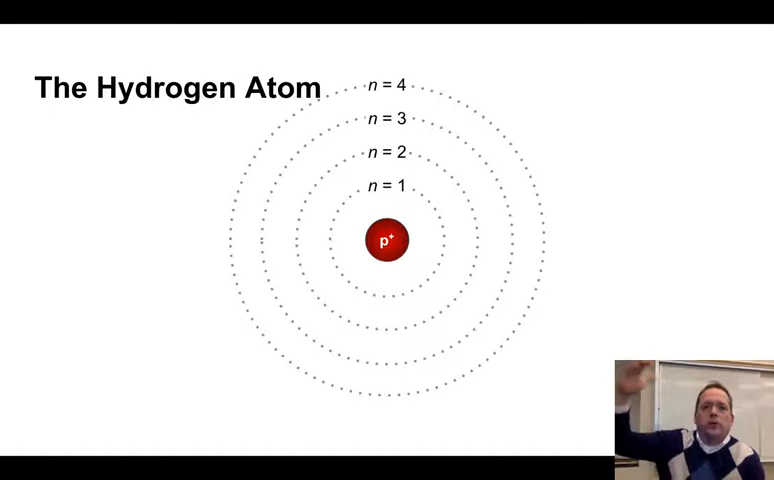 The Hydrogen Atom
n = 4
n = 3
n = 2
n = 1
p⁺